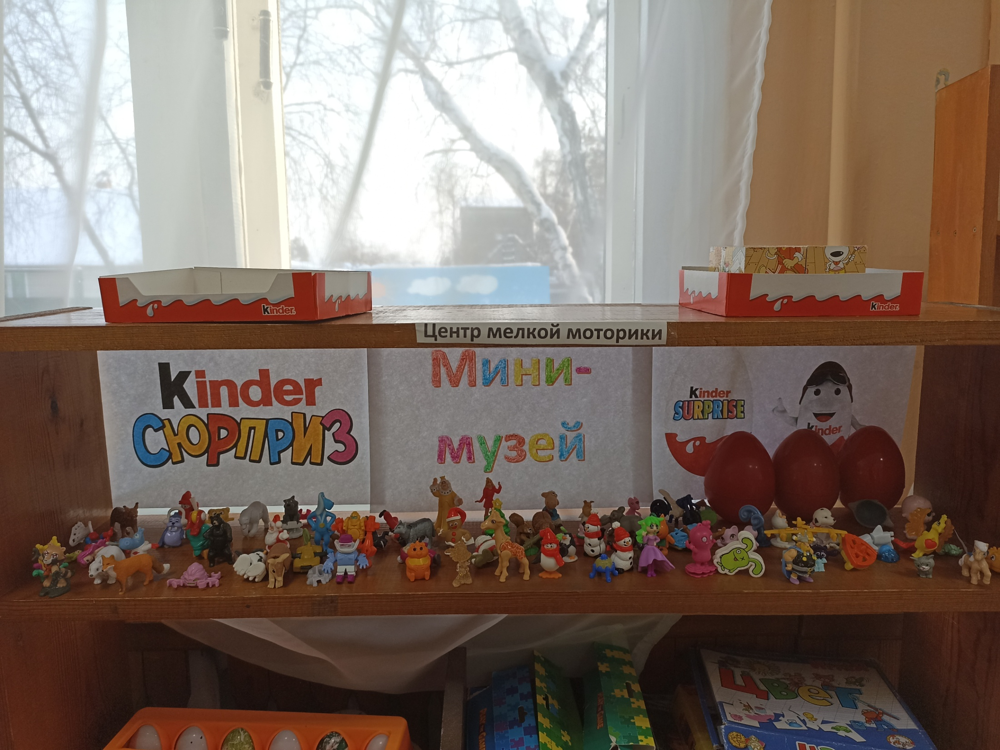 kinder
kinder
Центр мелкой моторики
kinder
СЮРПРИЗ
Мини-
музей
kinder
SURPRISE
kinder
Цвет